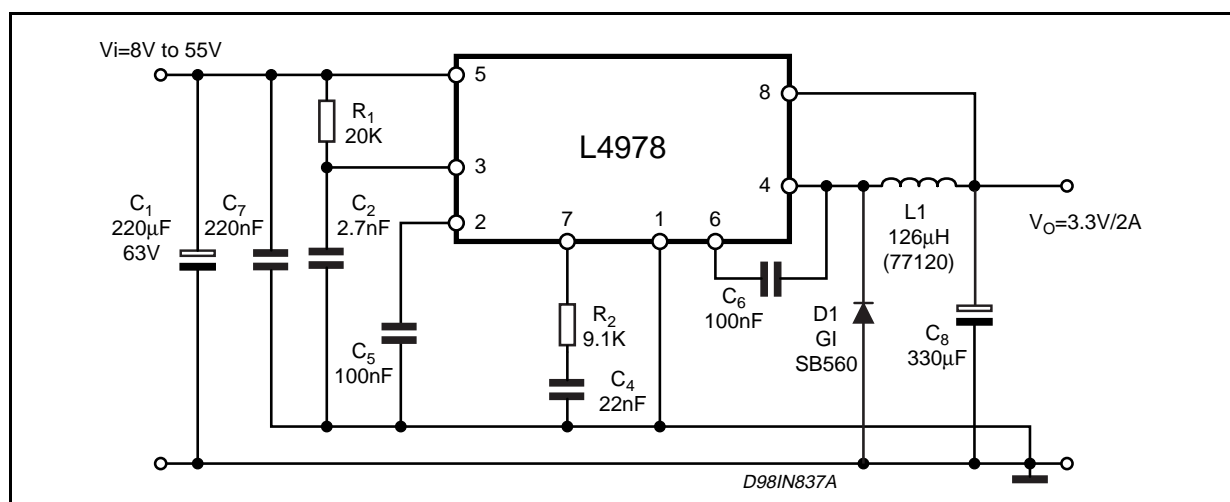 Vi=8V to 55V
5
8
R1
20K
L4978
3
4
C1
220µF
63V
C7
220nF
C2
2.7nF
2
7
1
6
L1
126µH
(77120)
VO=3.3V/2A
C6
100nF
R2
9.1K
D1
GI
SB560
C8
330µF
C5
100nF
C4
22nF
D98IN837A